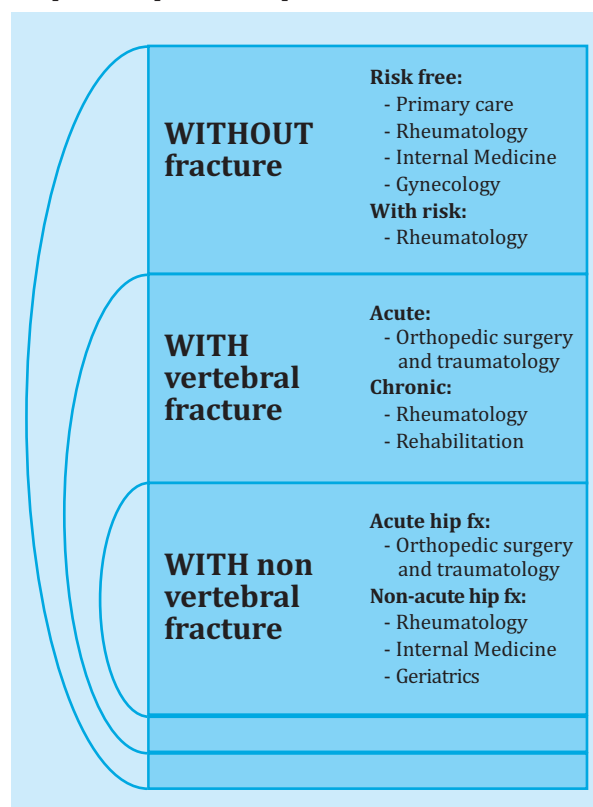 WITHOUT
fracture
Risk free:
- Primary care
- Rheumatology
- Internal Medicine
- Gynecology
With risk:
- Rheumatology
WITH
vertebral
fracture
Acute:
- Orthopedic surgery
and traumatology
Chronic:
- Rheumatology
- Rehabilitation
WITH non
vertebral
fracture
Acute hip fx:
- Orthopedic surgery
and traumatology
Non-acute hip fx:
- Rheumatology
- Internal Medicine
- Geriatrics